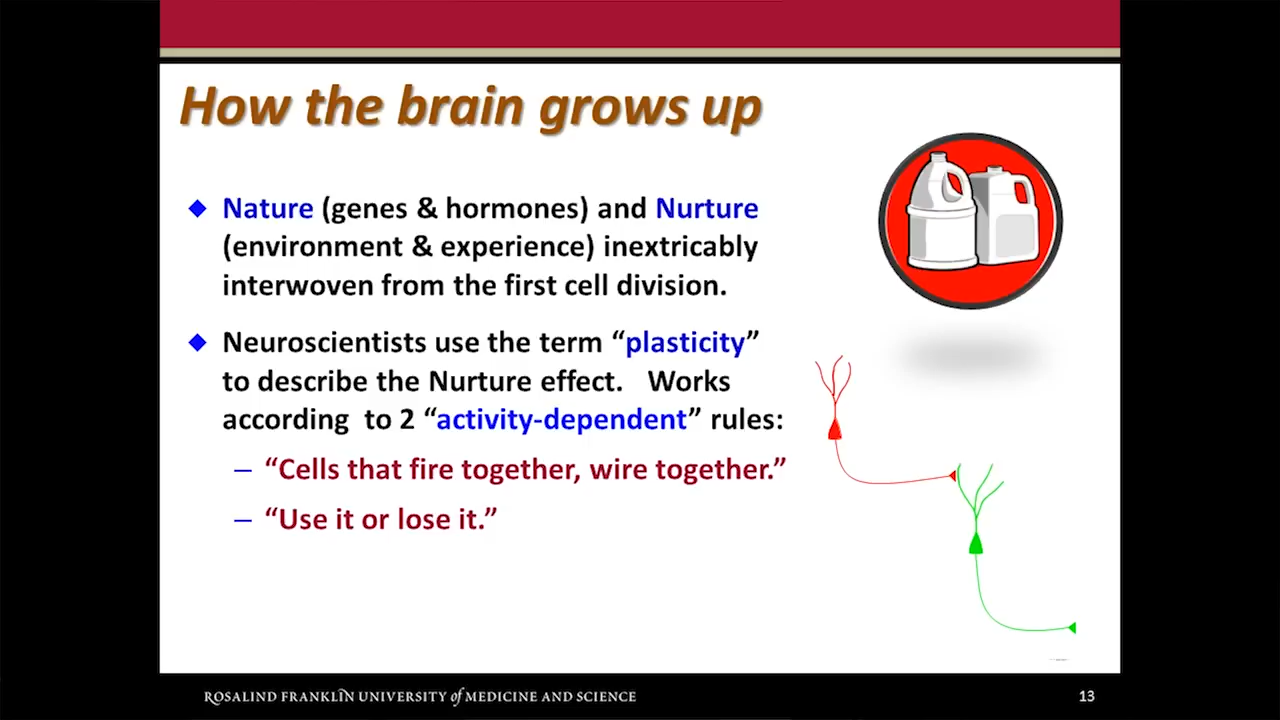 How the brain grows up
Nature (genes & hormones) and Nurture
(environment & experience) inextricably
interwoven from the first cell division.
Neuroscientists use the term “plasticity”
to describe the Nurture effect. Works
according to 2 “activity-dependent” rules:
– “Cells that fire together, wire together.”
– “Use it or lose it.”
ROSALIND FRANKLIN UNIVERSITY of MEDICINE AND SCIENCE
13